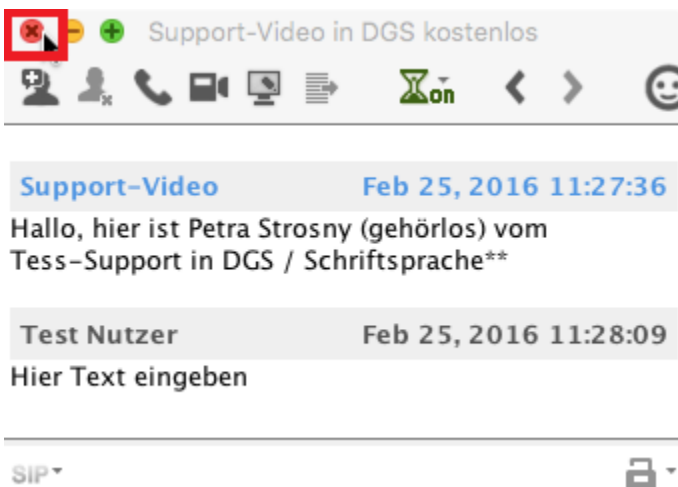 Support-Video in DGS kostenlos
on
Support-Video Feb 25, 2016 11:27:36
Hallo, hier ist Petra Strosny (gehörlos) vom
Tess-Support in DGS / Schriftsprache**
Test Nutzer Feb 25, 2016 11:28:09
Hier Text eingeben
SIP